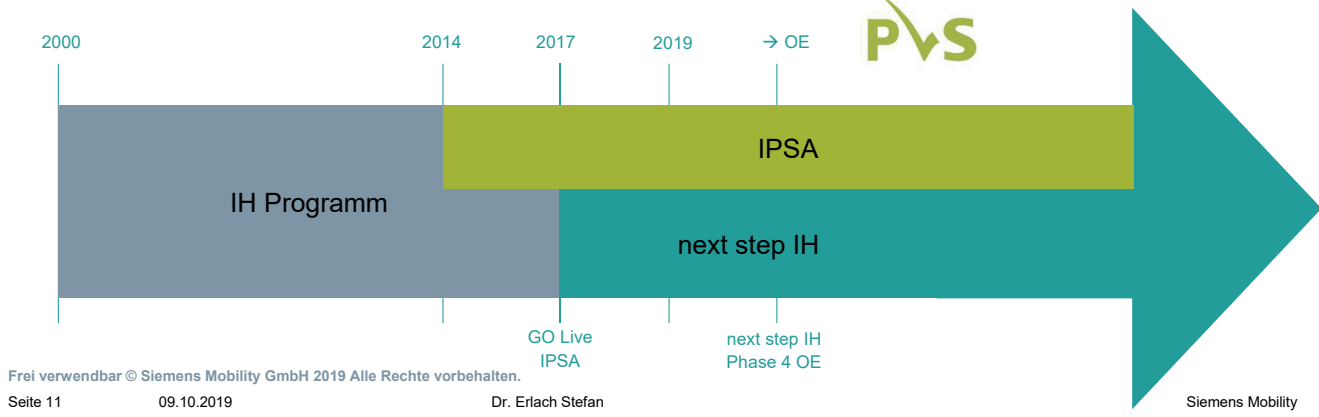 2000
2014
2017
2019
→ OE
PVS
IPSA
IH Programm
next step IH
GO Live
IPSA
next step IH
Phase 4 OE
Frei verwendbar © Siemens Mobility GmbH 2019 Alle Rechte vorbehalten.
Seite 11
09.10.2019
Dr. Erlach Stefan
Siemens Mobility